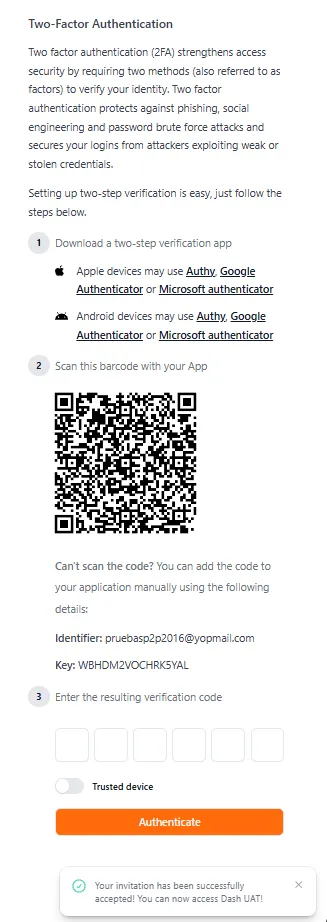 Two-Factor Authentication
Two factor authentication (2FA) strengthens access
security by requiring two methods (also referred to as
factors) to verify your identity. Two factor
authentication protects against phishing, social
engineering and password brute force attacks and
secures your logins from attackers exploiting weak or
stolen credentials.
Setting up two-step verification is easy, just follow the
steps below.
1 Download a two-step verification app
Apple devices may use Authy, Google
Authenticator or Microsoft authenticator
Android devices may use Authy, Google
Authenticator or Microsoft authenticator
2 Scan this barcode with your App
Can't scan the code? You can add the code to
your application manually using the following
details:
Identifier: pruebasp2p2016@yopmail.com
Key: WBHDM2VOCHRK5YAL
3 Enter the resulting verification code
Trusted device
Authenticate
Your invitation has been successfully
accepted! You can now access Dash UAT!